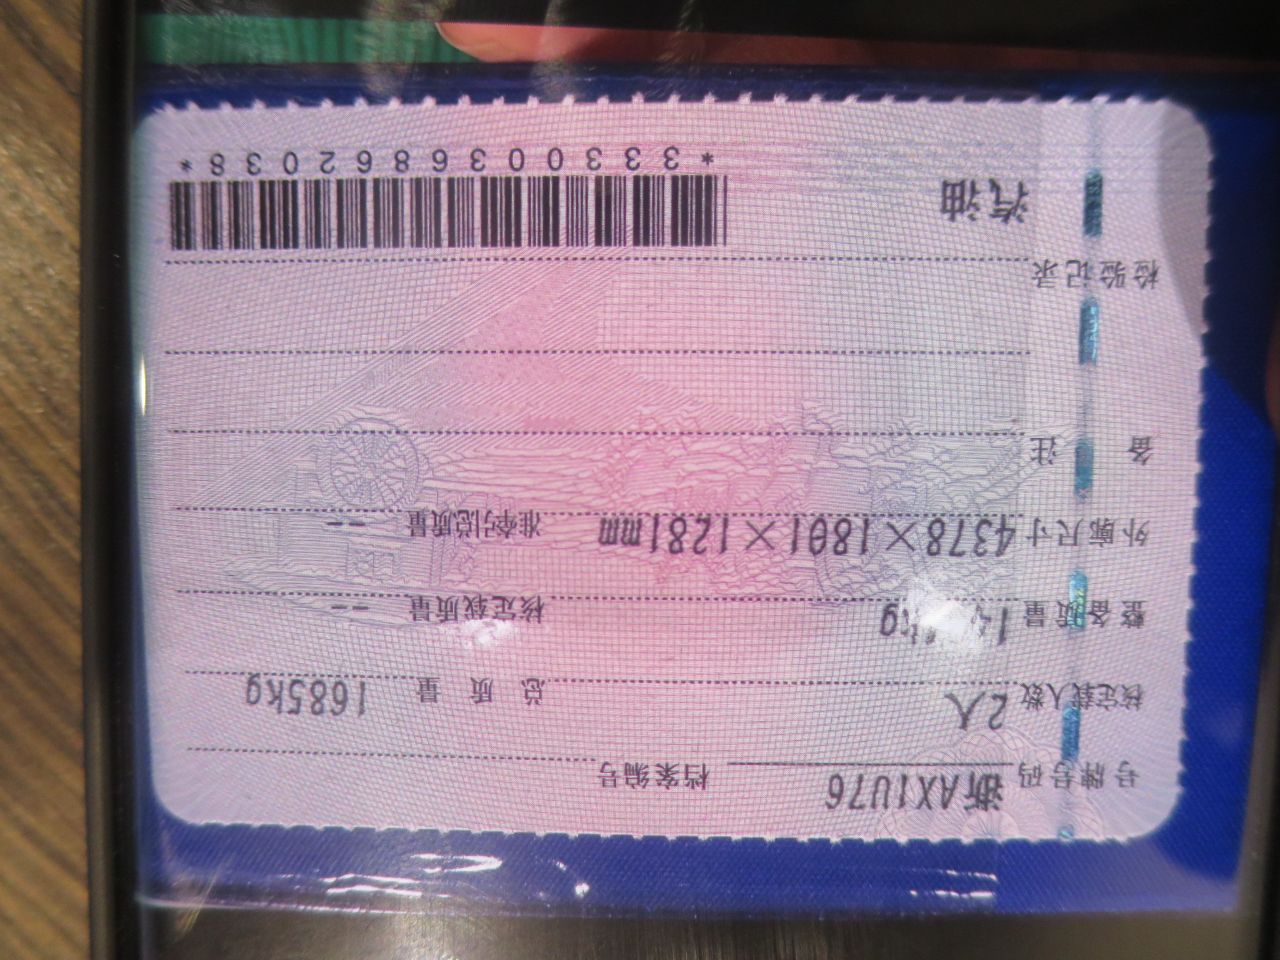 号牌号码 浙AX1U76 档案编号
核定载人数 2人 总质量 1685kg
整备质量 核定载质量 --
外廓尺寸 4378×1801×1281mm 准牵引总质量 --
备注
检验记录
汽油
*3330036862038*